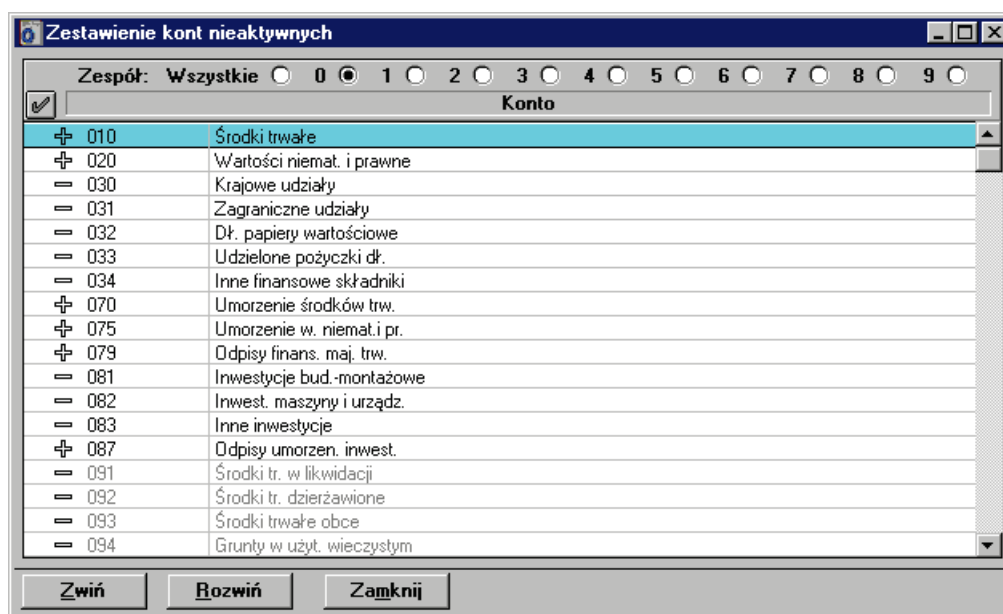 Zestawienie kont nieaktywnych
Zespół: Wszystkie 0 1 2 3 4 5 6 7 8 9
Konto
010 Środki trwałe
020 Wartości niemat. i prawne
030 Krajowe udziały
031 Zagraniczne udziały
032 Dł. papiery wartościowe
033 Udzielone pożyczki dł.
034 Inne finansowe składniki
070 Umorzenie środków trw.
075 Umorzenie w. niemat.i pr.
079 Odpisy finans. maj. trw.
081 Inwestycje bud.-montażowe
082 Inwest. maszyny i urządz.
083 Inne inwestycje
087 Odpisy umorzen. inwest.
091 Środki tr. w likwidacji
092 Środki tr. dzierżawione
093 Środki trwałe obce
094 Grunty w użyt. wieczystym
Zwiń Rozwiń Zamknij